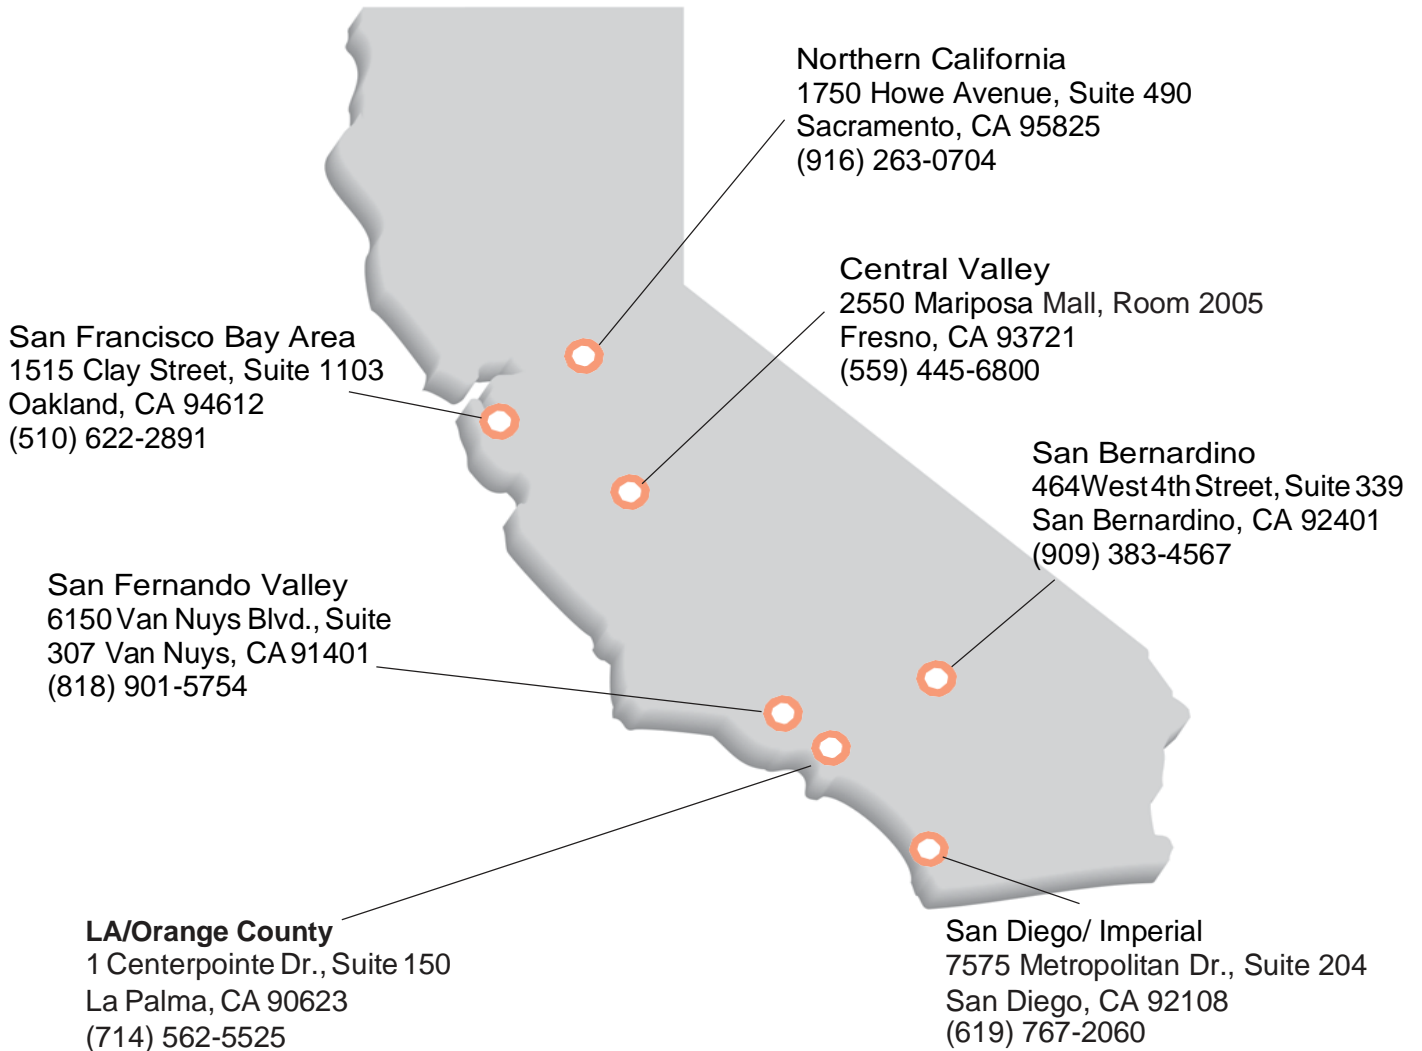 Northern California
1750 Howe Avenue, Suite 490
Sacramento, CA 95825
(916) 263-0704
Central Valley
2550 Mariposa Mall, Room 2005
Fresno, CA 93721
(559) 445-6800
San Francisco Bay Area
1515 Clay Street, Suite 1103
Oakland, CA 94612
(510) 622-2891
San Bernardino
464 West 4th Street, Suite 339
San Bernardino, CA 92401
(909) 383-4567
San Fernando Valley
6150 Van Nuys Blvd., Suite
307 Van Nuys, CA 91401
(818) 901-5754
LA/Orange County
1 Centerpointe Dr., Suite 150
La Palma, CA 90623
(714) 562-5525
San Diego/ Imperial
7575 Metropolitan Dr., Suite 204
San Diego, CA 92108
(619) 767-2060